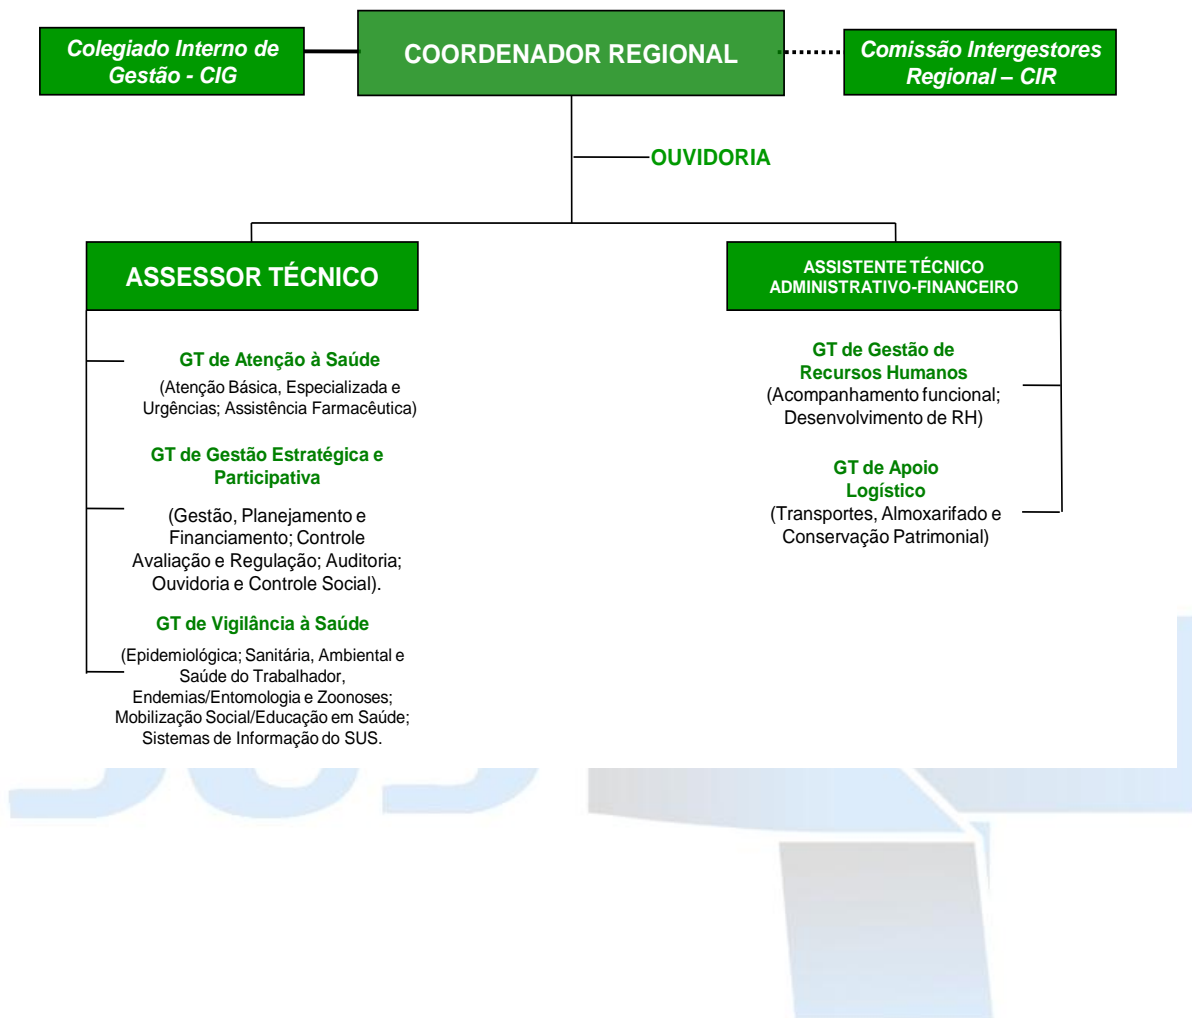 Colegiado Interno de
Gestão - CIG
COORDENADOR REGIONAL
Comissão Intergestores
Regional – CIR
OUVIDORIA
ASSESSOR TÉCNICO
GT de Atenção à Saúde
(Atenção Básica, Especializada e
Urgências; Assistência Farmacêutica)
GT de Gestão Estratégica e
Participativa
(Gestão, Planejamento e
Financiamento; Controle
Avaliação e Regulação; Auditoria;
Ouvidoria e Controle Social).
GT de Vigilância à Saúde
(Epidemiológica; Sanitária, Ambiental e
Saúde do Trabalhador,
Endemias/Entomologia e Zoonoses;
Mobilização Social/Educação em Saúde;
Sistemas de Informação do SUS.
ASSISTENTE TÉCNICO
ADMINISTRATIVO-FINANCEIRO
GT de Gestão de
Recursos Humanos
(Acompanhamento funcional;
Desenvolvimento de RH)
GT de Apoio
Logístico
(Transportes, Almoxarifado e
Conservação Patrimonial)
SUS